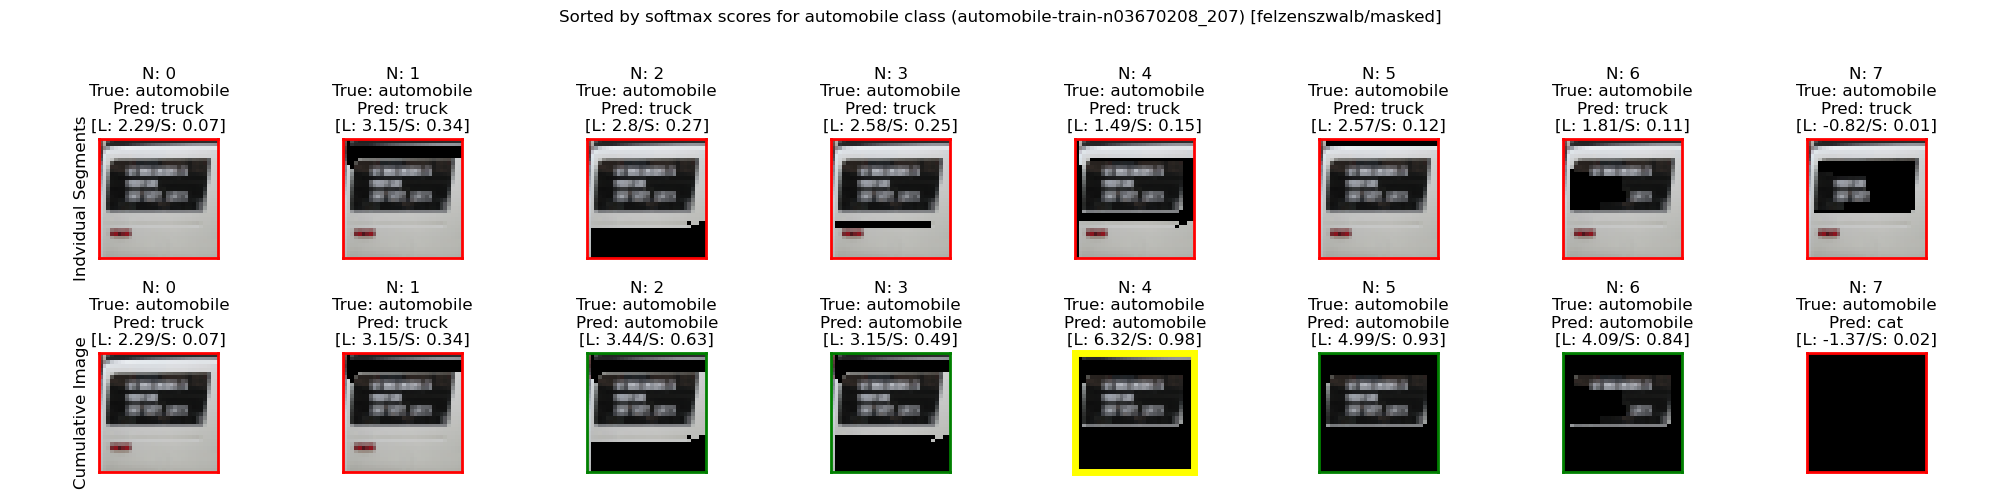 Sorted by softmax scores for automobile class (automobile-train-n03670208_207) [felzenszwalb/masked]
Individual Segments
N: 0
True: automobile
Pred: truck
[L: 2.29/S: 0.07]
N: 1
True: automobile
Pred: truck
[L: 3.15/S: 0.34]
N: 2
True: automobile
Pred: truck
[L: 2.8/S: 0.27]
N: 3
True: automobile
Pred: truck
[L: 2.58/S: 0.25]
N: 4
True: automobile
Pred: truck
[L: 1.49/S: 0.15]
N: 5
True: automobile
Pred: truck
[L: 2.57/S: 0.12]
N: 6
True: automobile
Pred: truck
[L: 1.81/S: 0.11]
N: 7
True: automobile
Pred: truck
[L: -0.82/S: 0.01]
Cumulative Image
N: 0
True: automobile
Pred: truck
[L: 2.29/S: 0.07]
N: 1
True: automobile
Pred: truck
[L: 3.15/S: 0.34]
N: 2
True: automobile
Pred: automobile
[L: 3.44/S: 0.63]
N: 3
True: automobile
Pred: automobile
[L: 3.15/S: 0.49]
N: 4
True: automobile
Pred: automobile
[L: 6.32/S: 0.98]
N: 5
True: automobile
Pred: automobile
[L: 4.99/S: 0.93]
N: 6
True: automobile
Pred: automobile
[L: 4.09/S: 0.84]
N: 7
True: automobile
Pred: cat
[L: -1.37/S: 0.02]